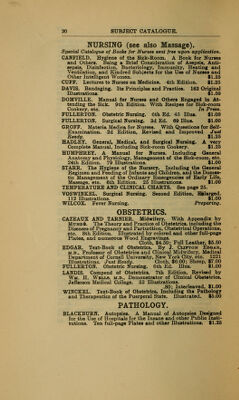 20 SUBJECT CATALOGUE.
NURSING (see also Massage).
Special Catalogue of Books for Nurses sent free upon application.
CANFIELD. Hygiene of the Sick-Room. A Book for Nurses
and Others. Being a Brief Consideration of Asepsis, Anti-
sepsis, Disinfection, Bacteriology, Immunity, Heating and
Ventilation, and Kindred Subjects for the Use of Nurses and
Other Intelligent Women. $1.25
CUFF. Lectures to Nurses on Medicine. 4th Edition. $1.25
DAVIS. Bandaging. Its Principles and Practice. 163 Original
Illustrations. $1.50
DOMVILLE. Manual for Nurses and Others Engaged in At-
tending the Sick. 9th Edition. With Recipes for Sick-room
Cookery, etc. In Press.
FULLERTON. Obstetric Nursing. 6th Ed. 45 Illus. $1.00
FULLERTON. Surgical Nursing. 3d Ed. 69 Illus. $1.00
GROFF. Materia Medica for Nurses. With Questions for Self-
Examination. 3d Edition, Revised and Improved Just
Ready.
HADLEY. General, Medical, and Surgical Nursing. A very
Complete Manual, Including Sick-room Cookery. $1.25
HUMPHREY. A Manual for Nurses. Including General
Anatomy and Physiology, Management of the Sick-room, etc.
24th Edition. 79 Illustrations. $1.00
STARR. The Hygiene of the Nursery. Including the General
Regimen and Feeding of Infants and Children, and the Domes-
tic Management of the Ordinary Emergencies of Early Life,
Massage, etc. 6th Edition. 25 Illustrations. $1.00
TEMPERATURE AND CLINICAL CHARTS. See page 25.
VOSWINKEL. Surgical Nursing. Second Edition, Enlarged.
112 Illustrations. $1.00
WILCOX. Fever Nursing. Preparing.
OBSTETRICS.
CAZEAUX AND TARNIER. Midwifery. With Appendix by
MUNDÉ. The Theory and Practice of Obstetrics, including the
Diseases of Pregnancy and Parturition, Obstetrical Operations,
etc. 8th Edition. Illustrated by colored and other full-page
Plates, and numerous Wood Engravings.
Cloth, $4.50; Full Leather, $5.50
EDGAR. Text-book of Obstetrics. By J. CLIFTON EDGAR,
M.D., Professor of Obstetrics and Clinical Midwifery, Medical
Department of Cornell University, New York City, etc. 1221
Illustrations. Just Ready. Cloth, $6.00; Sheep, $7.00
FULLERTON. Obstetric Nursing. 6th Ed. Illus. $1.00
LANDIS. Compend of Obstetrics. 7th Edition, Revised by
WM. H. WELLS, M.D., Demonstrator of Clinical Obstetrics,
Jefferson Medical College. 52 Illustrations.
.80; Interleaved, $1.00
WINCKEL. Text-Book of Obstetrics, Including the Pathology
and Therapeutics of the Puerperal State. Illustrated. $5.00
PATHOLOGY.
BLACKBURN. Autopsies. A Manual of Autopsies Designed
for the Use of Hospitals for the Insane and other Public Insti-
tutions. Ten full-page Plates and other Illustrations. $1.25